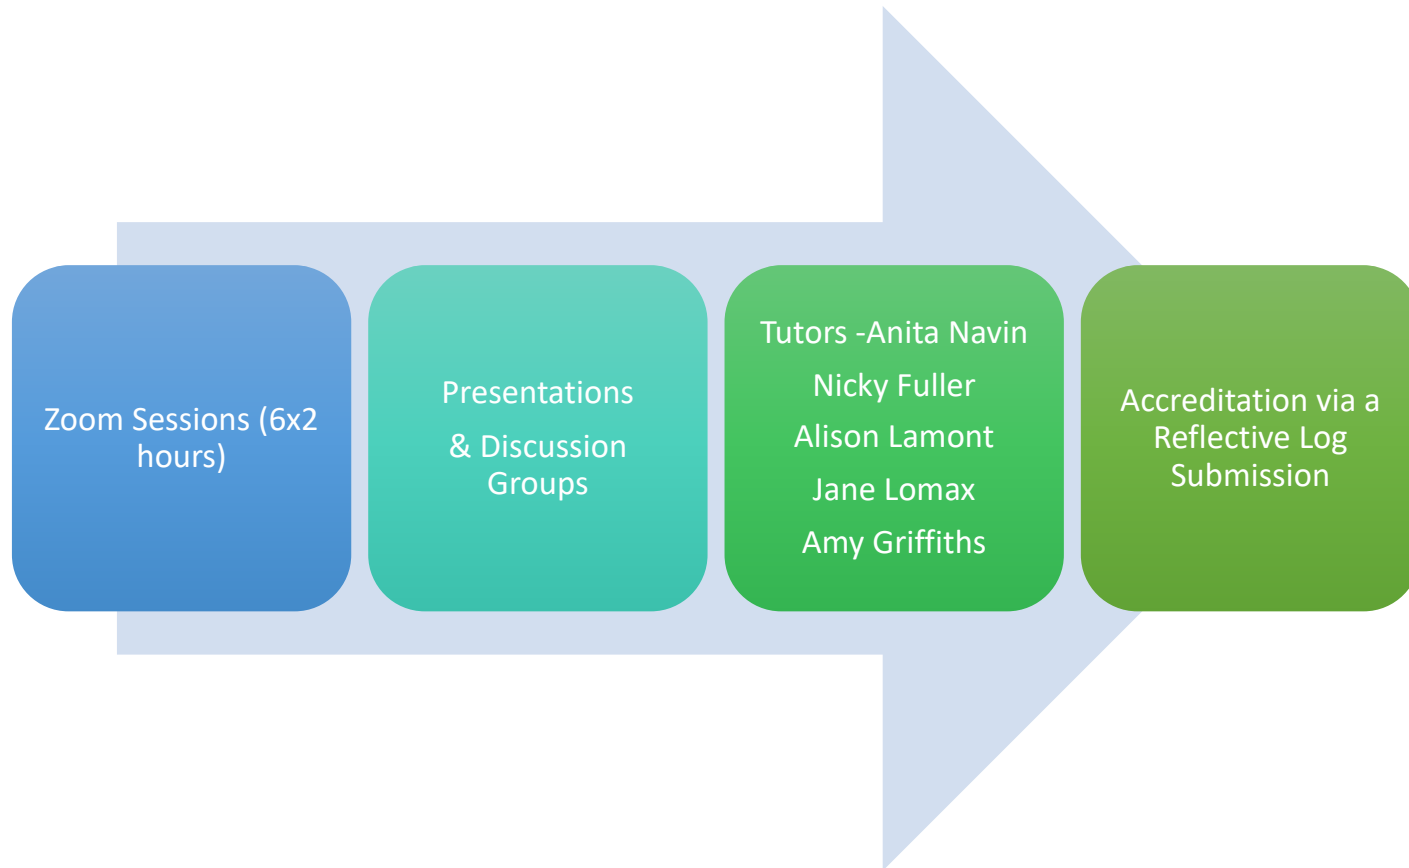 Zoom Sessions (6x2
hours)
Presentations
& Discussion
Groups
Tutors -Anita Navin
Nicky Fuller
Alison Lamont
Jane Lomax
Amy Griffiths
Accreditation via a
Reflective Log
Submission